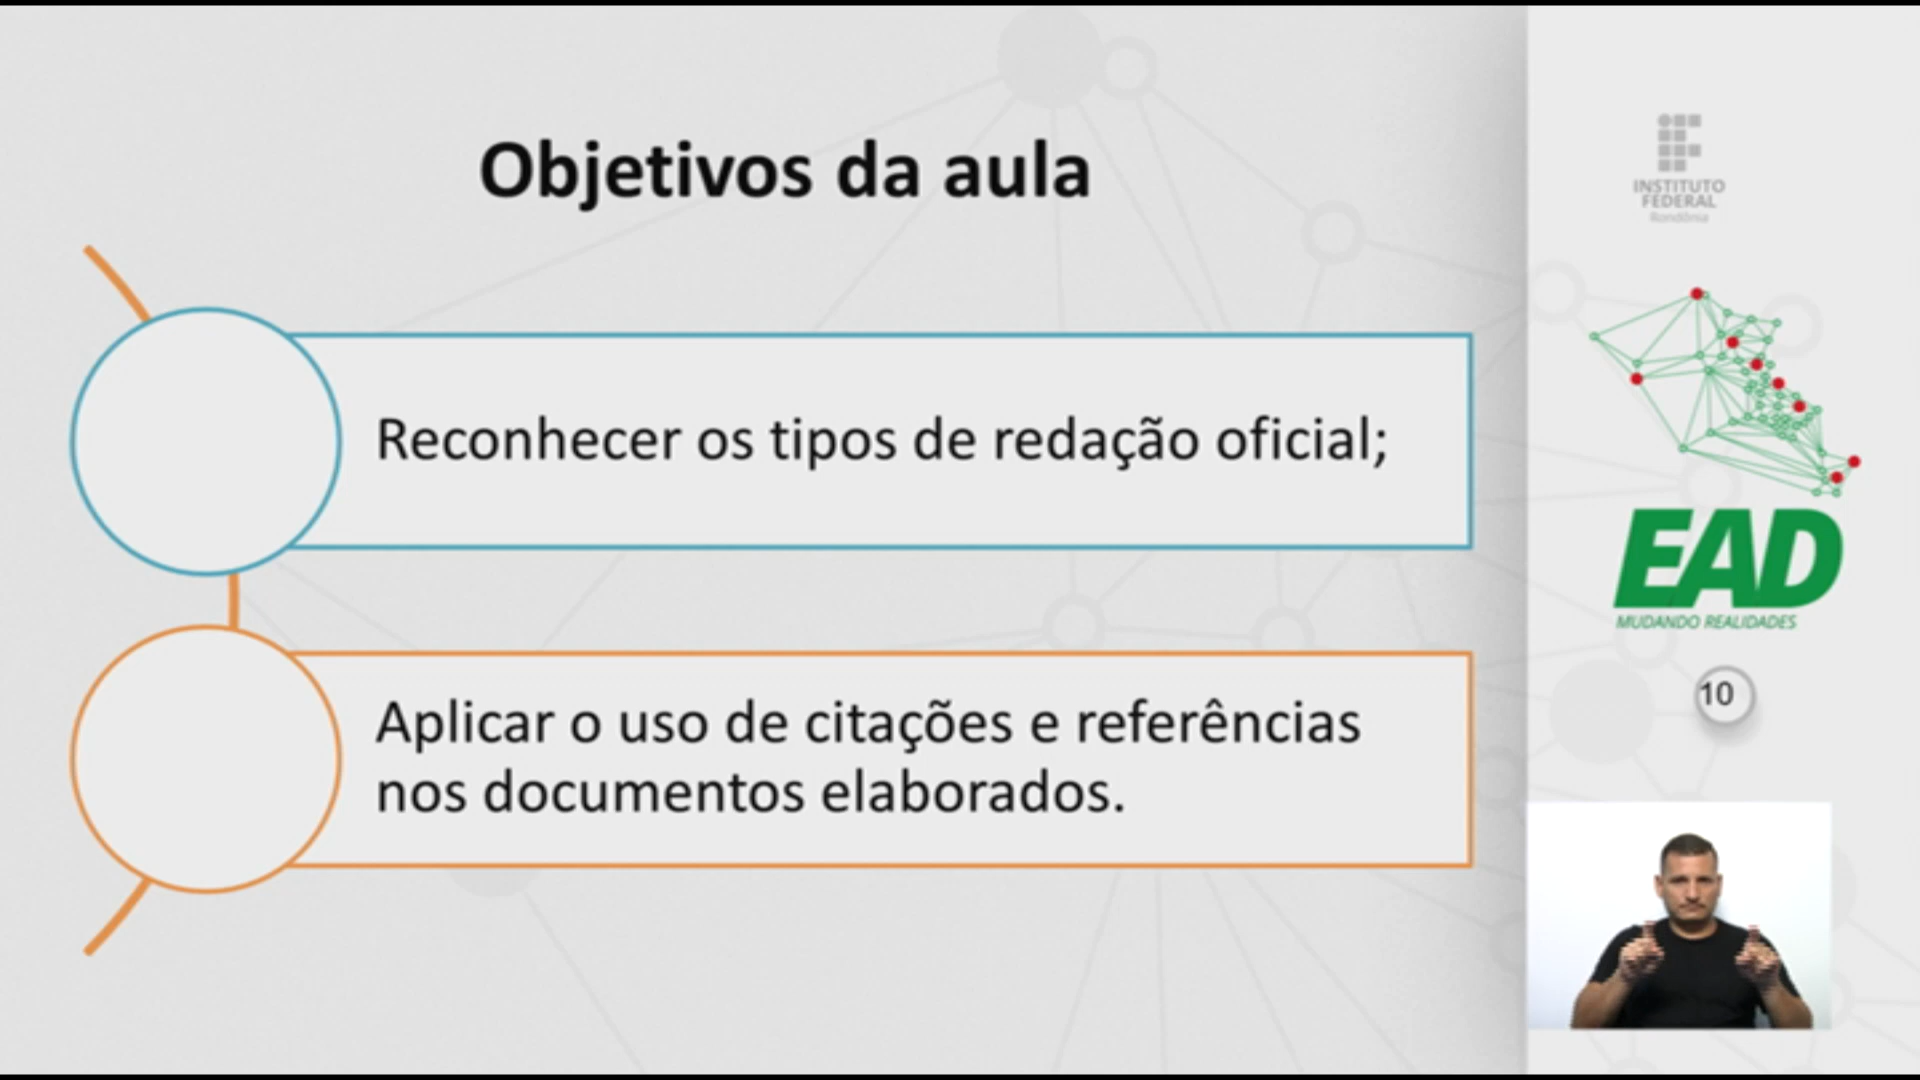 Objetivos da aula
Reconhecer os tipos de redação oficial;
Aplicar o uso de citações e referências
nos documentos elaborados.
INSTITUTO
FEDERAL
Rondônia
EAD
MUDANDO REALIDADES
10